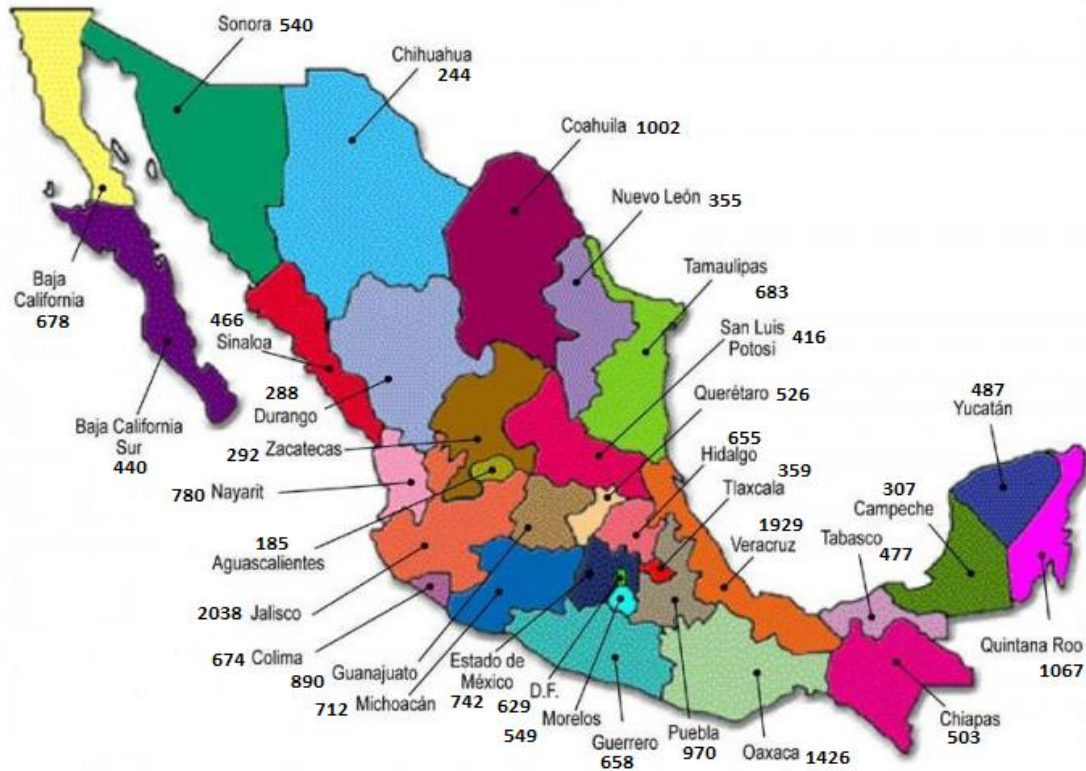 Sonora 540
Chihuahua
244
Coahuila 1002
Nuevo León 355
Tamaulipas
683
San Luis
Potosí 416
Querétaro 526
655
Hidalgo
359
Tlaxcala
1929
Veracruz
487
Yucatán
307
Campeche
Tabasco
477
Quintana Roo
1067
Chiapas
503
Baja
California
678
Baja California
Sur
440
466
Sinaloa
288
Durango
292 Zacatecas
780 Nayarit
185
Aguascalientes
2038 Jalisco
674 Colima
Guanajuato
890
712 Michoacán
Estado de
México
742
D.F.
629
Morelos
549
Guerrero
658
Puebla
970
Oaxaca 1426